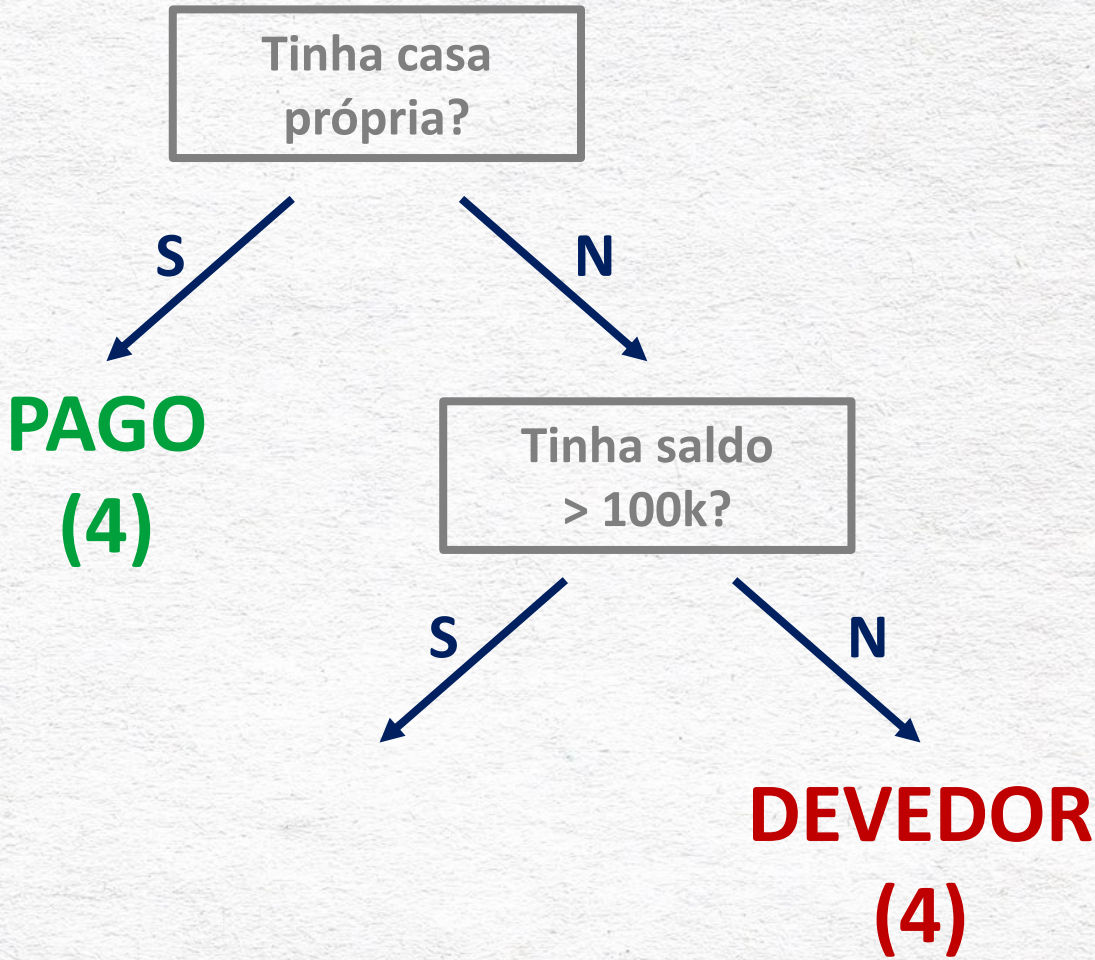 Tinha casa
própria?
S
N
PAGO
(4)
Tinha saldo
> 100k?
S
N
DEVEDOR
(4)